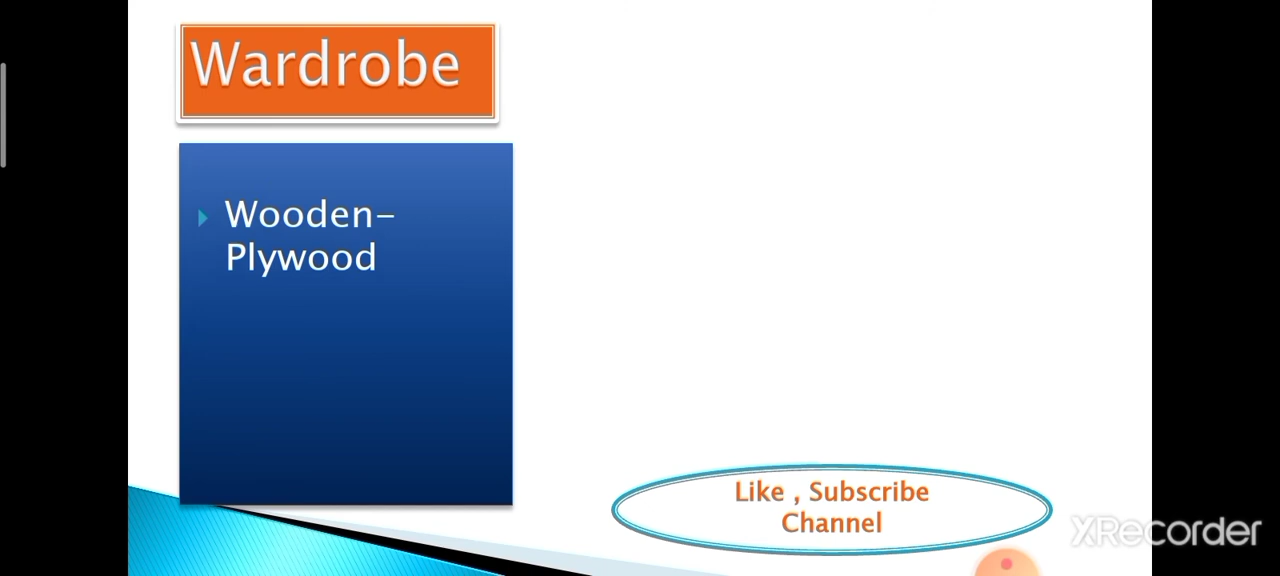 Wardrobe
Wooden-
Plywood
Like , Subscribe
Channel
XRecorder